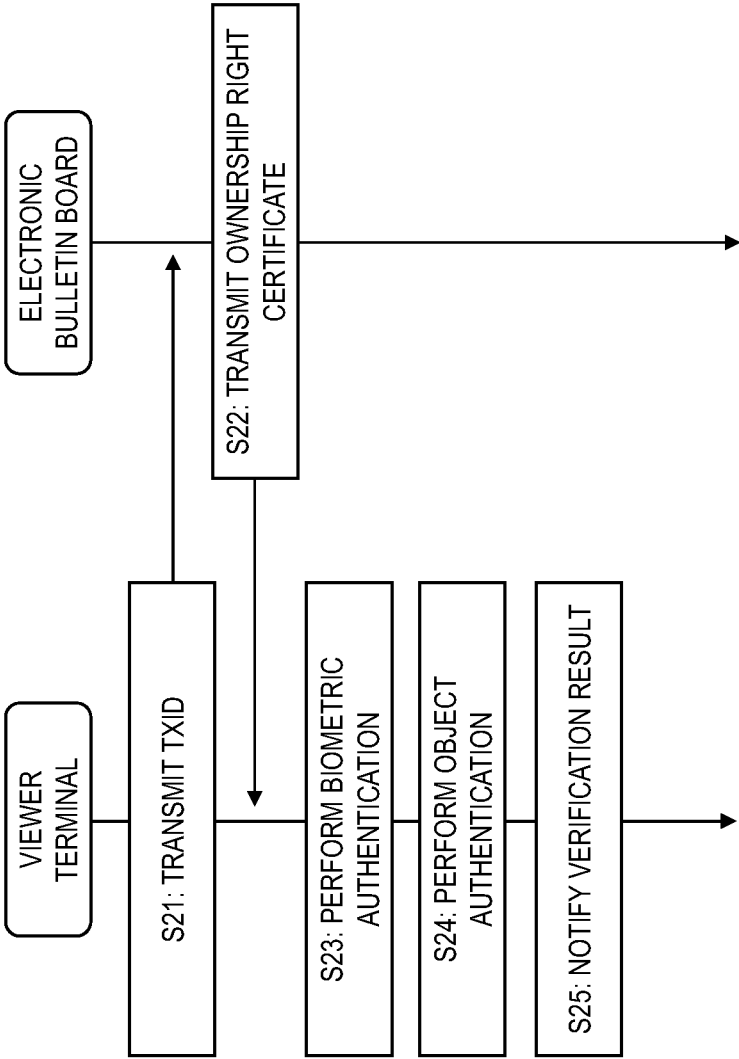 VIEWER
TERMINAL
ELECTRONIC
BULLETIN BOARD
S21: TRANSMIT TXID
S22: TRANSMIT OWNERSHIP RIGHT
CERTIFICATE
S23: PERFORM BIOMETRIC
AUTHENTICATION
S24: PERFORM OBJECT
AUTHENTICATION
S25: NOTIFY VERIFICATION RESULT